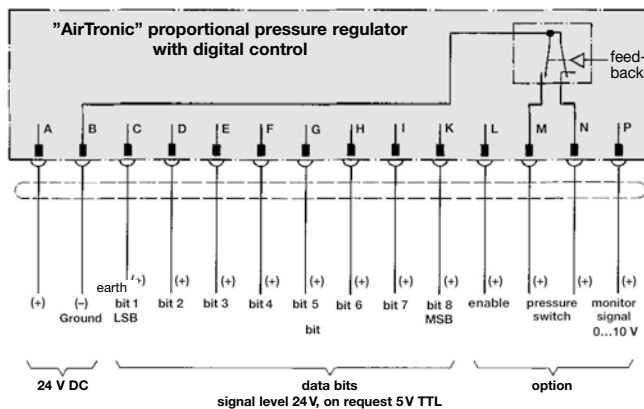 "AirTronic" proportional pressure regulator
with digital control
feed-
back
A B C D E F G H I K L M N P
earth (+) (+) (+) (+) (+) (+) (+) (+) (+) (+) (+) (+)
(+) (–) bit 1 bit 2 bit 3 bit 4 bit 5 bit 6 bit 7 bit 8 enable pressure monitor
Ground LSB MSB switch signal
bit 0...10 V
24 V DC data bits option
signal level 24 V, on request 5 V TTL